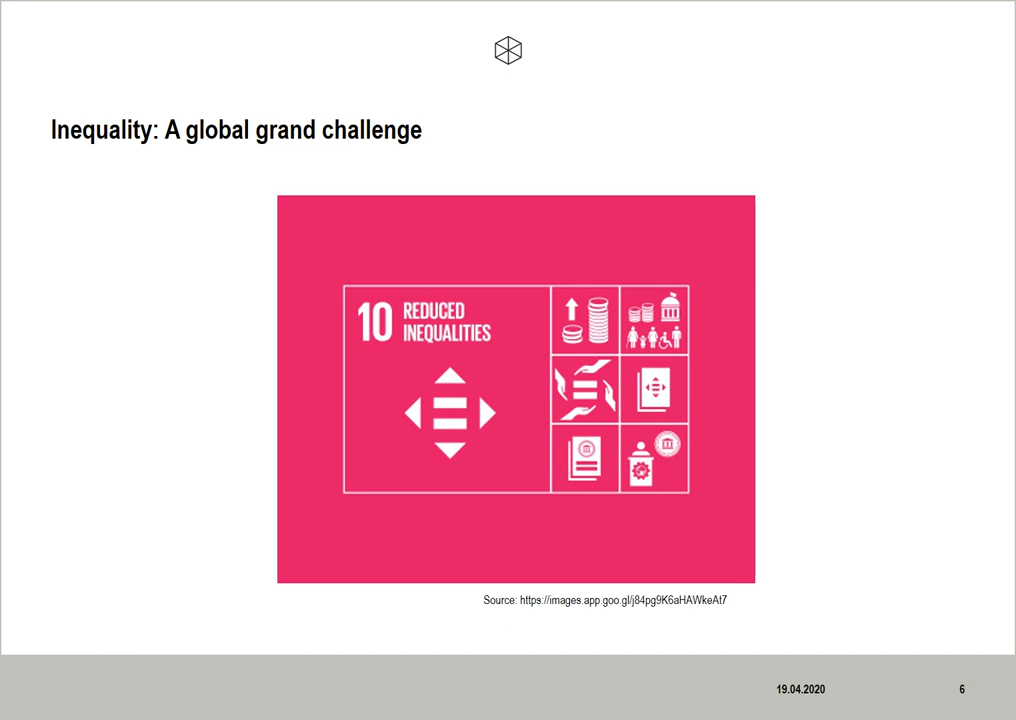 Inequality: A global grand challenge
10 REDUCED
INEQUALITIES
Source: https://images.app.goo.gl/j84pg9K6aHAWkeAt7
19.04.2020
6